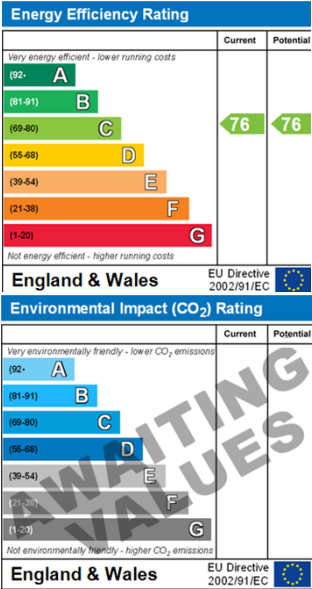 Energy Efficiency Rating
Current Potential
Very energy efficient - lower running costs
(92- A
(81-91) B
(69-80) C 76 76
(55-68) D
(39-54) E
(21-38) F
(1-20) G
Not energy efficient - higher running costs
England & Wales
EU Directive
2002/91/EC
Environmental Impact (CO2) Rating
Current Potential
Very environmentally friendly - lower CO2 emissions
(92- A
(81-91) B
(69-80) C
(55-68) D
(39-54) E
(21-38) F
(1-20) G
AWAITING
VALUES
Not environmentally friendly - higher CO2 emissions
England & Wales
EU Directive
2002/91/EC